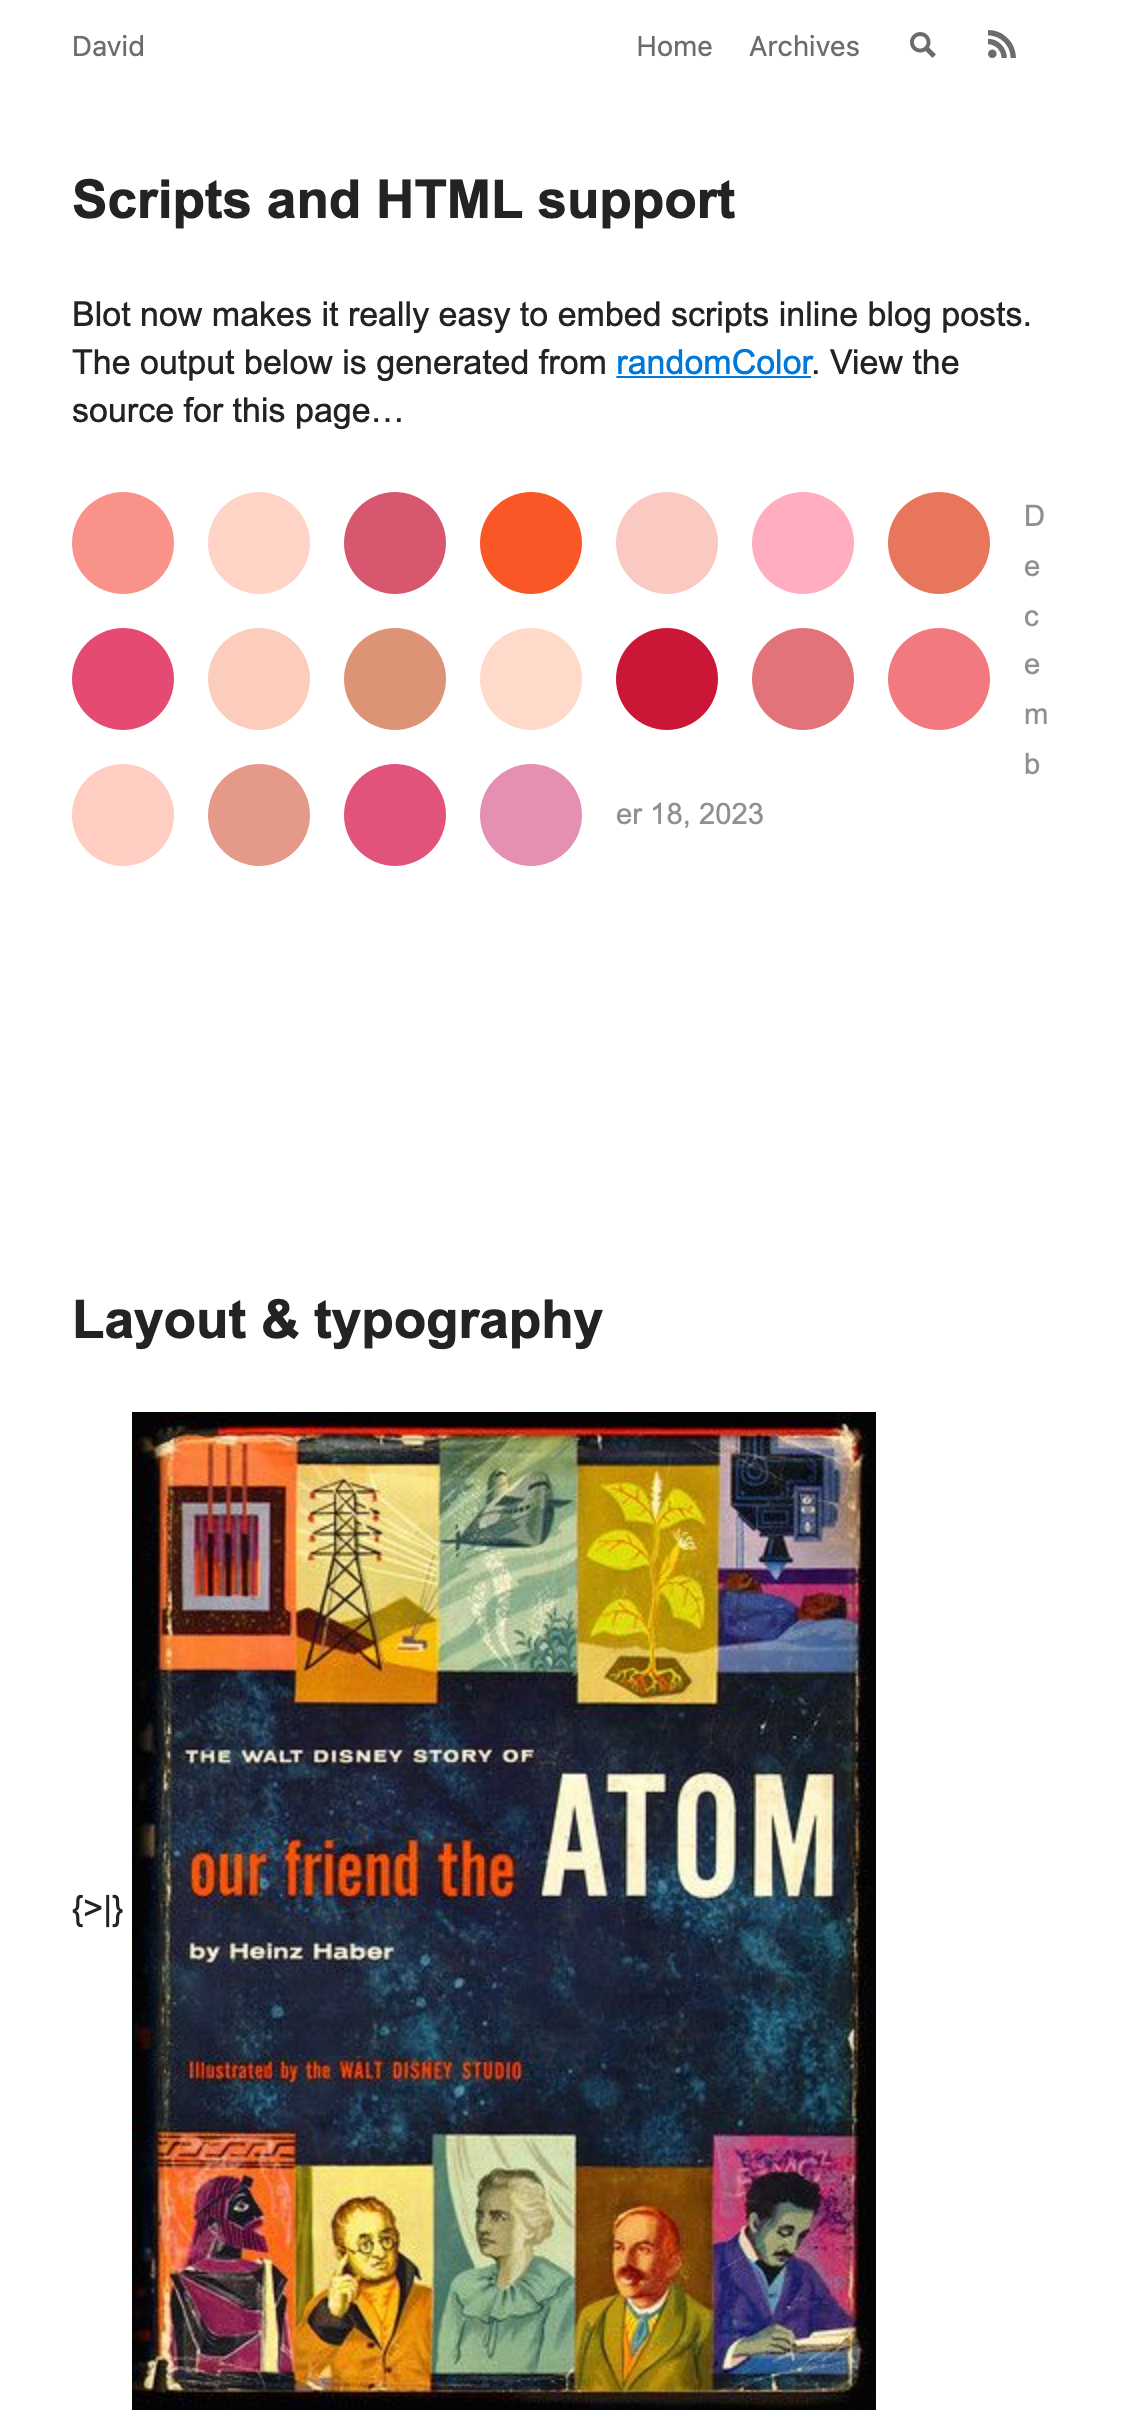 David Home Archives
Scripts and HTML support
Blot now makes it really easy to embed scripts inline blog posts.
The output below is generated from randomColor. View the
source for this page…
D
e
c
e
m
b
er 18, 2023
Layout & typography
THE WALT DISNEY STORY OF
our friend the ATOM
{>|}
by Heinz Haber
Illustrated by the WALT DISNEY STUDIO